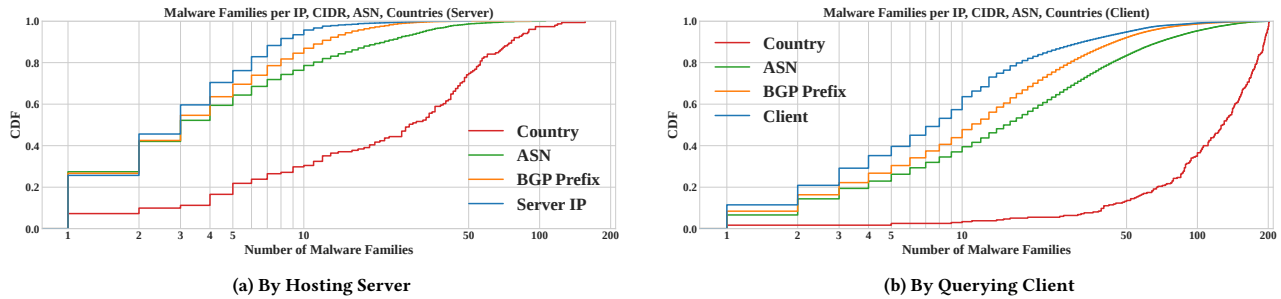 Malware Families per IP, CIDR, ASN, Countries (Server)
1.0
0.8
0.6
0.4
0.2
0.0
CDF
Country
ASN
BGP Prefix
Server IP
1 2 3 4 5 10 50 100 200
Number of Malware Families
(a) By Hosting Server
Malware Families per IP, CIDR, ASN, Countries (Client)
1.0
0.8
0.6
0.4
0.2
0.0
CDF
Country
ASN
BGP Prefix
Client
1 2 3 4 5 10 50 100 200
Number of Malware Families
(b) By Querying Client